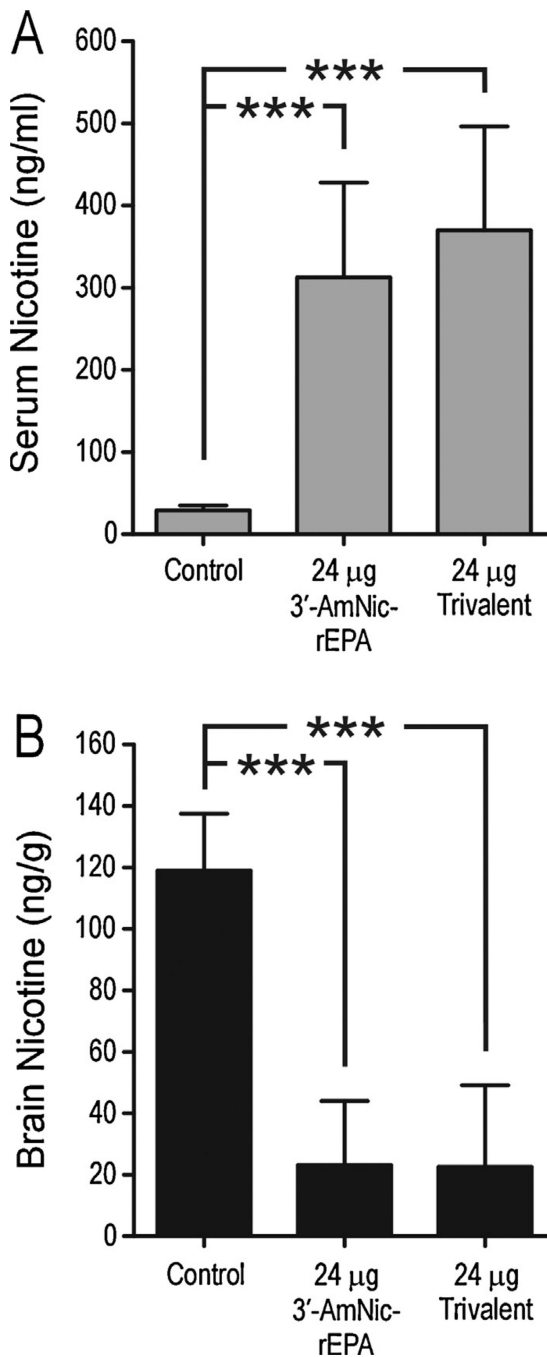 A
Serum Nicotine (ng/ml)
600
500
400
300
200
100
0
***
***
Control
24 μg
3′-AmNic-
rEPA
24 μg
Trivalent
B
Brain Nicotine (ng/g)
160
140
120
100
80
60
40
20
0
***
***
Control
24 μg
3′-AmNic-
rEPA
24 μg
Trivalent